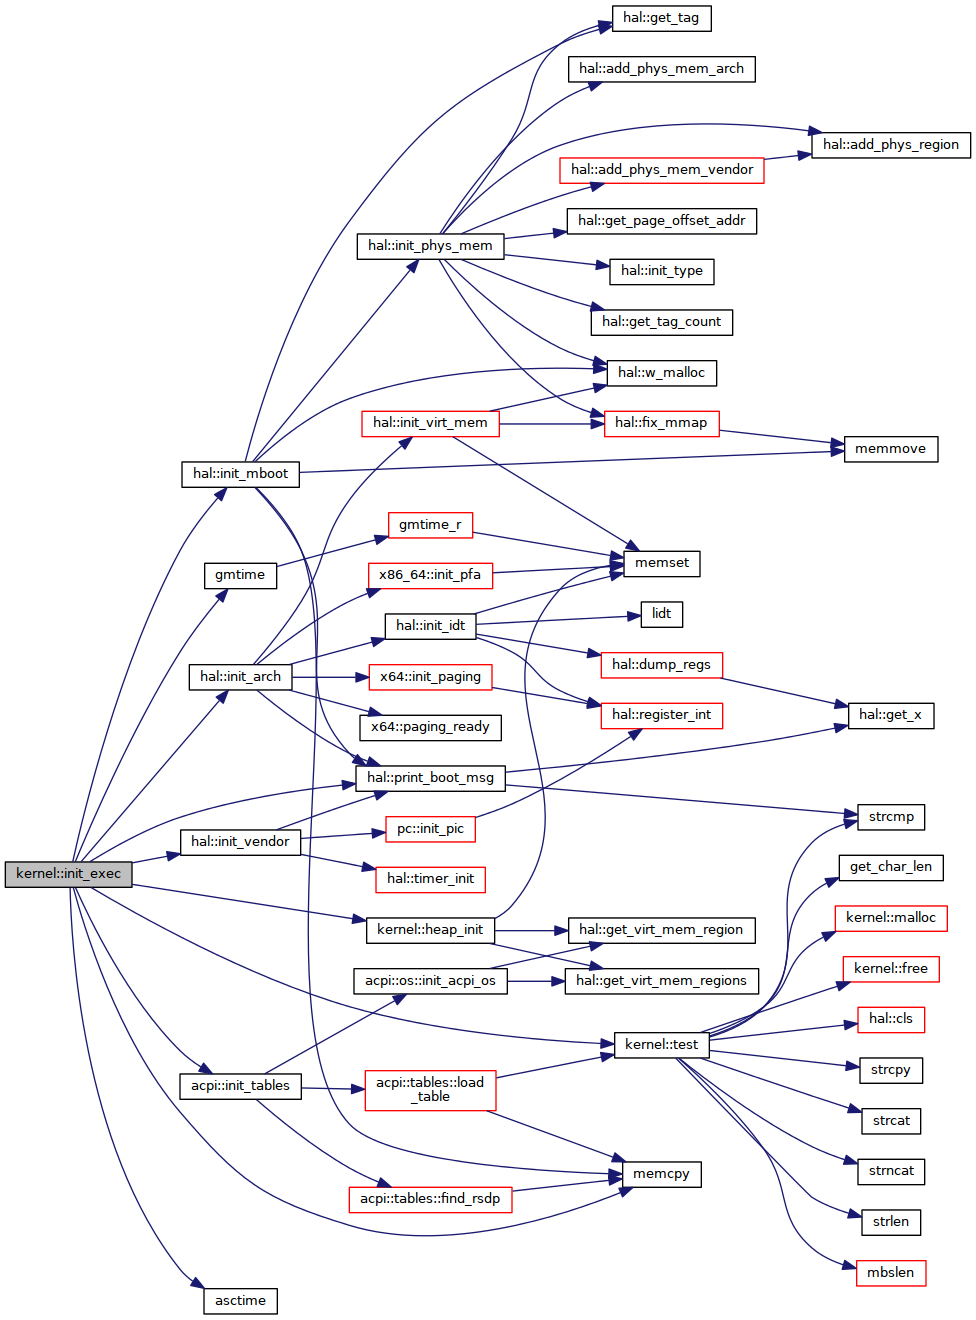 hal::get_tag
hal::add_phys_mem_arch
hal::add_phys_region
hal::add_phys_mem_vendor
hal::get_page_offset_addr
hal::init_phys_mem
hal::init_type
hal::get_tag_count
hal::w_malloc
hal::init_virt_mem
hal::fix_mmap
memmove
hal::init_mboot
gmtime_r
memset
gmtime
x86_64::init_pfa
lidt
hal::init_idt
hal::dump_regs
hal::init_arch
x64::init_paging
hal::register_int
hal::get_x
x64::paging_ready
hal::print_boot_msg
strcmp
pc::init_pic
hal::init_vendor
get_char_len
kernel::init_exec
hal::timer_init
kernel::malloc
kernel::heap_init
hal::get_virt_mem_region
kernel::free
acpi::os::init_acpi_os
hal::get_virt_mem_regions
hal::cls
kernel::test
strcpy
acpi::init_tables
acpi::tables::load
_table
strcat
strncat
memcpy
acpi::tables::find_rsdp
strlen
mbslen
asctime